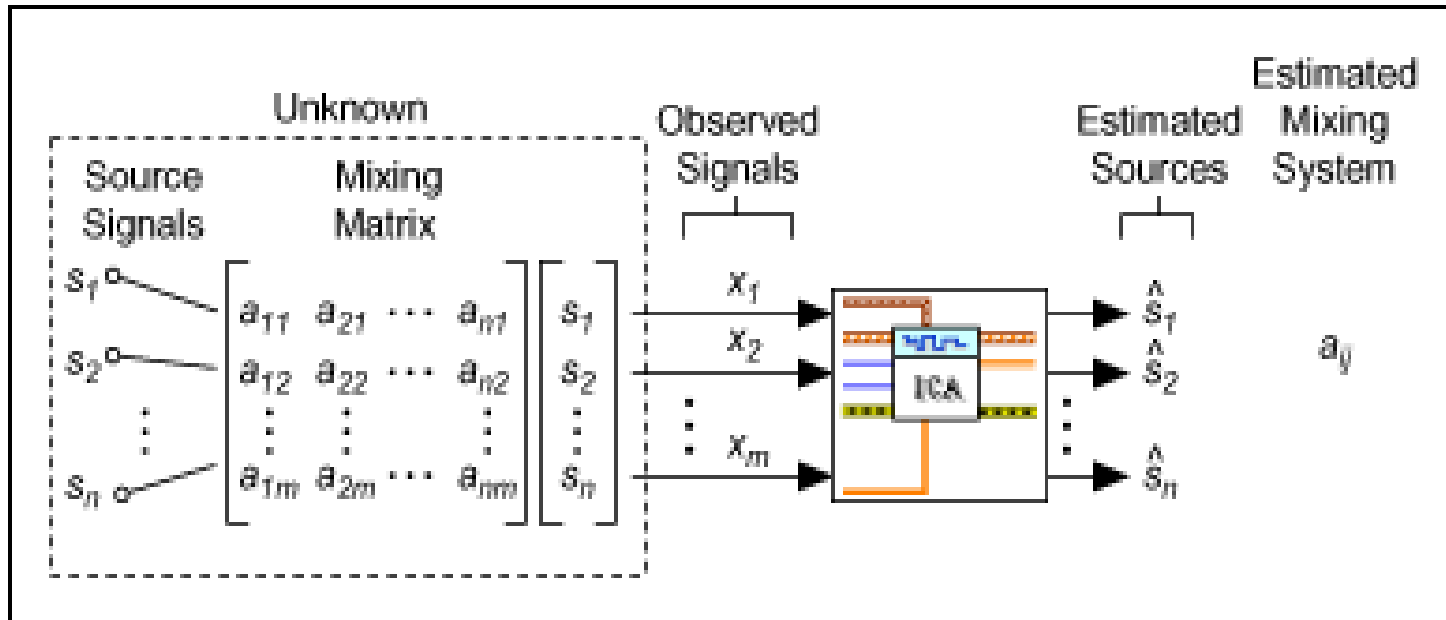 Unknown
Source
Signals
Mixing
Matrix
Observed
Signals
Estimated
Sources
Estimated
Mixing
System
s1
s2
⋮
sn
a11 a21 ⋯ an1
a12 a22 ⋯ an2
⋮ ⋮ ⋮
a1m a2m ⋯ anm
s1
s2
⋮
sn
x1
x2
⋮
xm
ICA
ŝ1
ŝ2
⋮
ŝn
aij